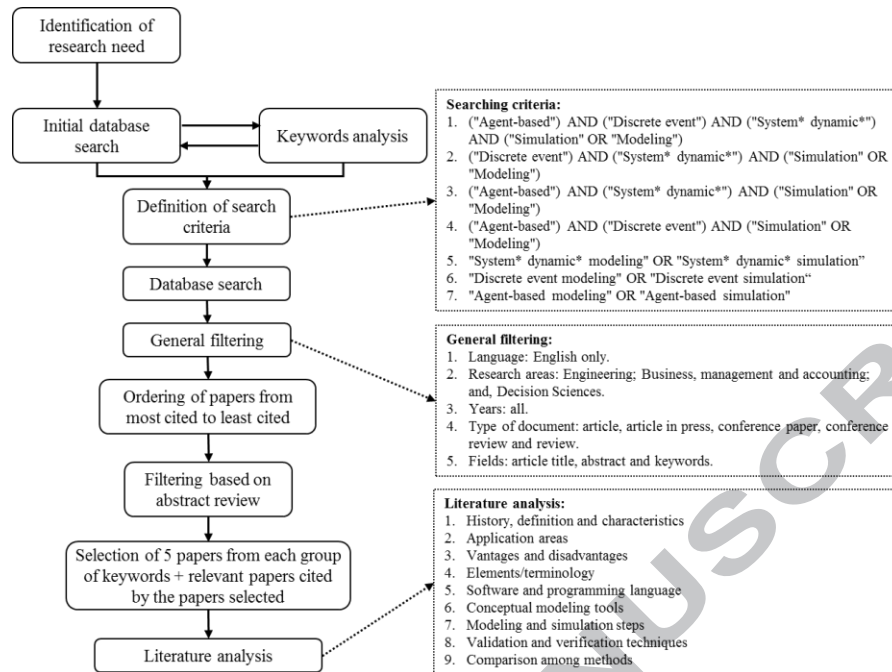 Identification of
research need
Initial database
search
Keywords analysis
Definition of search
criteria
Database search
General filtering
Ordering of papers from
most cited to least cited
Filtering based on
abstract review
Selection of 5 papers from each group
of keywords + relevant papers cited
by the papers selected
Literature analysis
Searching criteria:
1. ("Agent-based") AND ("Discrete event") AND ("System* dynamic*")
AND ("Simulation" OR "Modeling")
2. ("Discrete event") AND ("System* dynamic*") AND ("Simulation" OR
"Modeling")
3. ("Agent-based") AND ("System* dynamic*") AND ("Simulation" OR
"Modeling")
4. ("Agent-based") AND ("Discrete event") AND ("Simulation" OR
"Modeling")
5. "System* dynamic* modeling" OR "System* dynamic* simulation”
6. "Discrete event modeling" OR "Discrete event simulation“
7. "Agent-based modeling" OR "Agent-based simulation"
General filtering:
1. Language: English only.
2. Research areas: Engineering; Business, management and accounting;
and, Decision Sciences.
3. Years: all.
4. Type of document: article, article in press, conference paper, conference
review and review.
5. Fields: article title, abstract and keywords.
Literature analysis:
1. History, definition and characteristics
2. Application areas
3. Vantages and disadvantages
4. Elements/terminology
5. Software and programming language
6. Conceptual modeling tools
7. Modeling and simulation steps
8. Validation and verification techniques
9. Comparison among methods
NUSCR